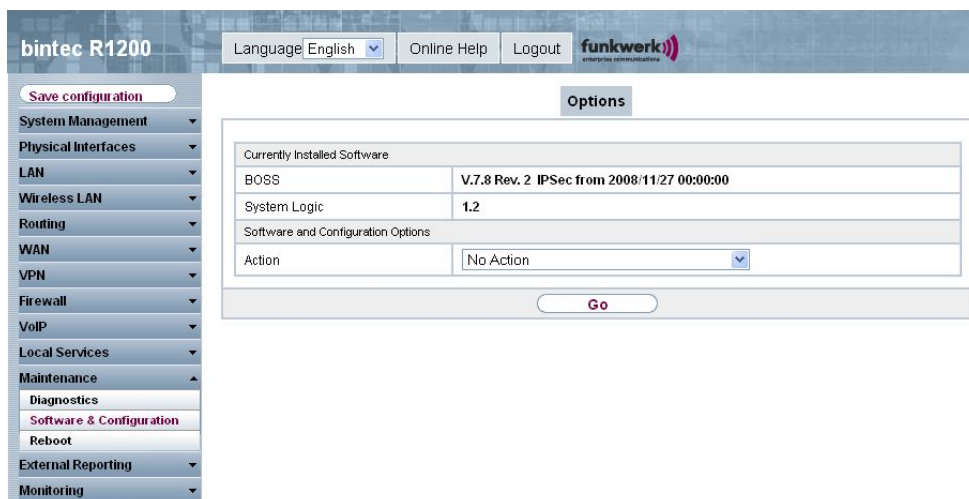 bintec R1200
Language English
Online Help
Logout
funkwerk
enterprise communications
Save configuration
System Management
Physical Interfaces
LAN
Wireless LAN
Routing
WAN
VPN
Firewall
VoIP
Local Services
Maintenance
Diagnostics
Software & Configuration
Reboot
External Reporting
Monitoring
Options
Currently Installed Software
BOSS V.7.8 Rev. 2 IPSec from 2008/11/27 00:00:00
System Logic 1.2
Software and Configuration Options
Action No Action
Go